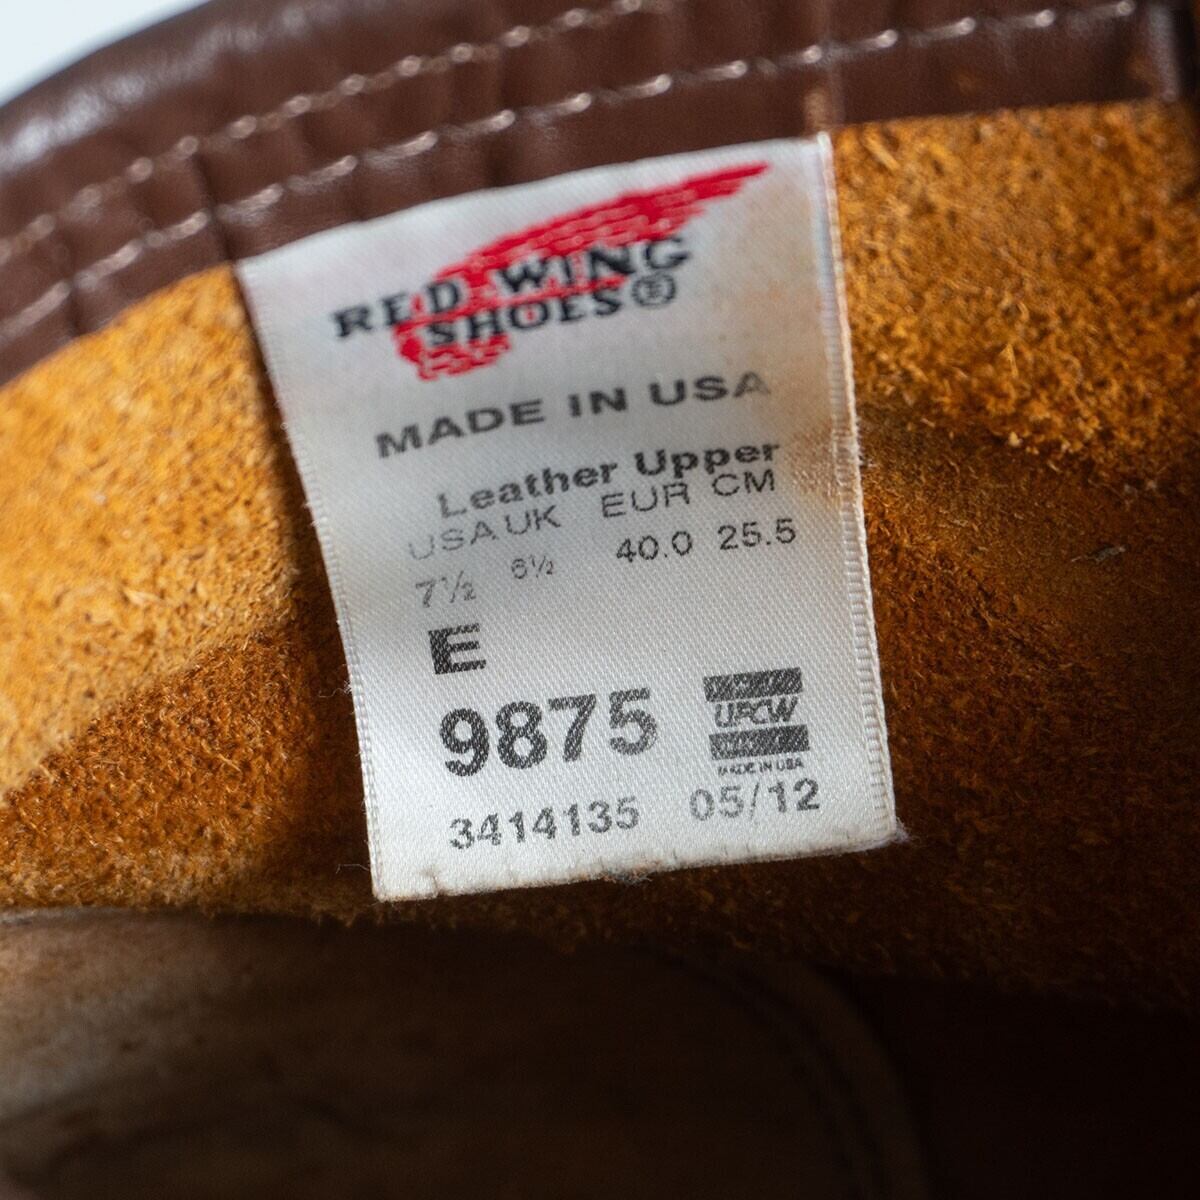 RED WING
SHOES®
MADE IN USA
Leather Upper
USA UK EUR CM
7½ 6½ 40.0 25.5
E
9875
UFCW
MADE IN USA
3414135 05/12